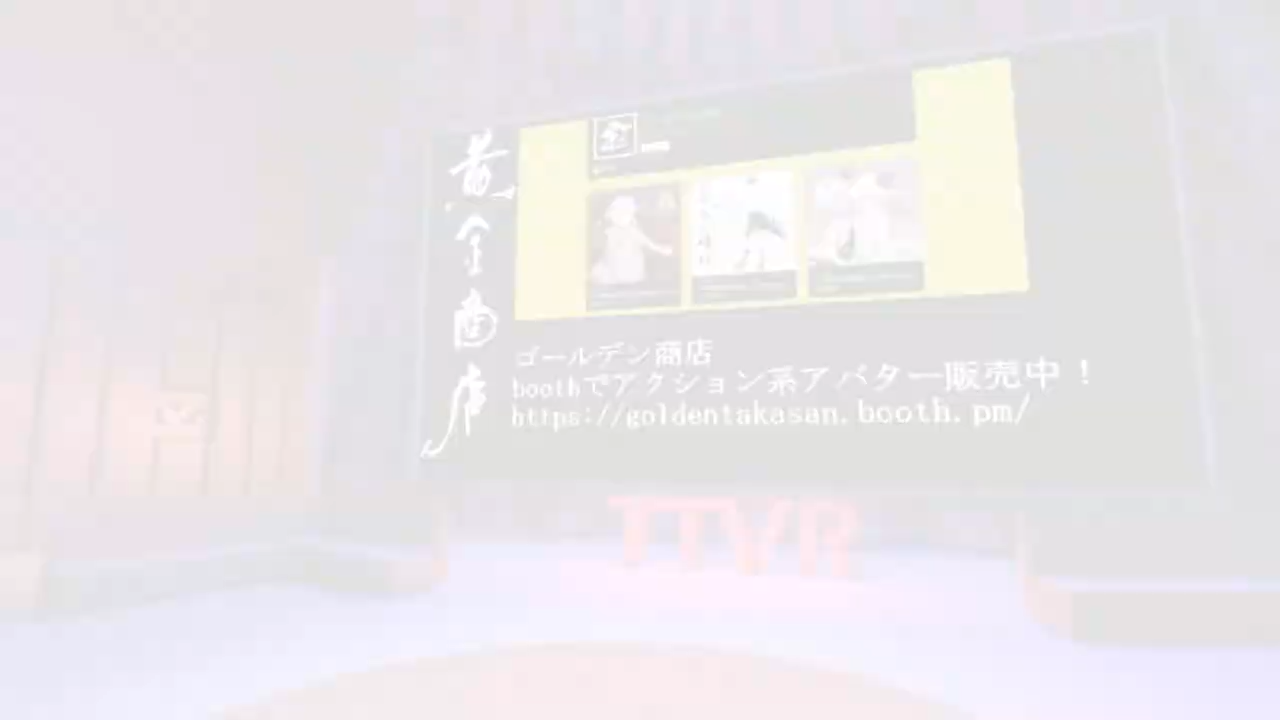 黄金商店
ゴールデン商店
boothでアクション系アバター販売中！
https://goldentakasan.booth.pm/
TTVR